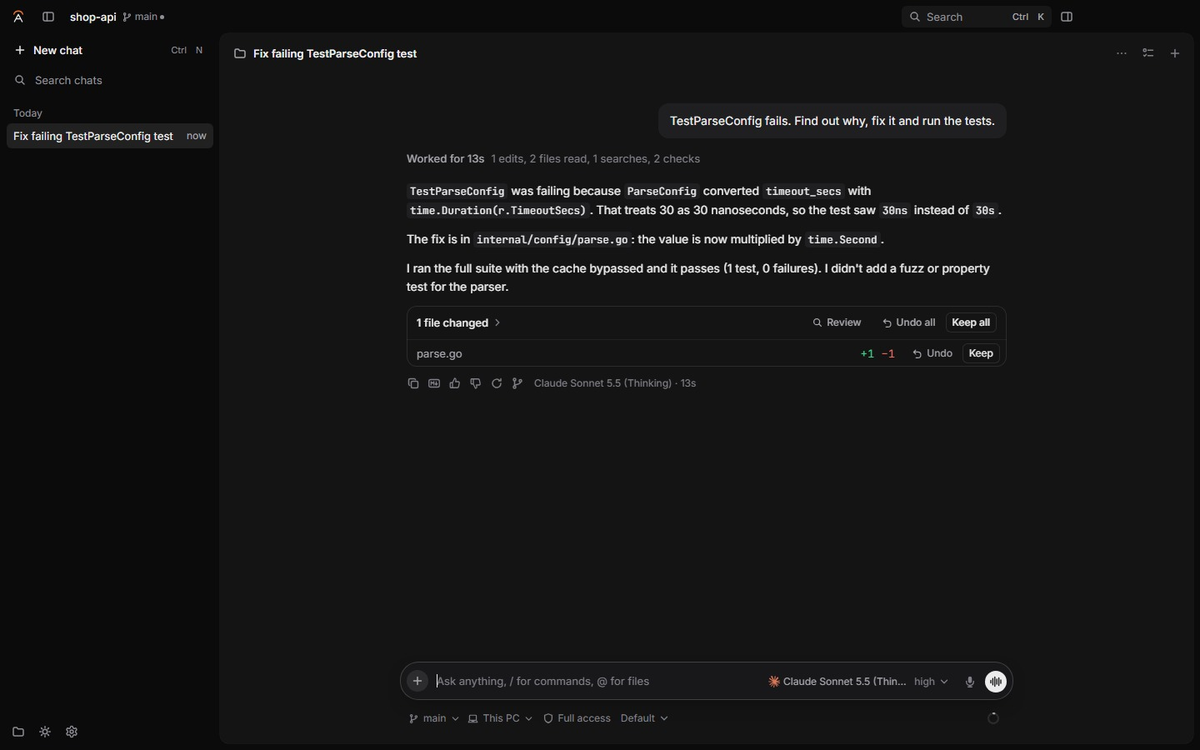 shop-api main
Search Ctrl K
New chat Ctrl N
Search chats
Today
Fix failing TestParseConfig test now
Fix failing TestParseConfig test
TestParseConfig fails. Find out why, fix it and run the tests.
Worked for 13s 1 edits, 2 files read, 1 searches, 2 checks
TestParseConfig was failing because ParseConfig converted timeout_secs with
time.Duration(r.TimeoutSecs). That treats 30 as 30 nanoseconds, so the test saw 30ns instead of 30s.
The fix is in internal/config/parse.go: the value is now multiplied by time.Second.
I ran the full suite with the cache bypassed and it passes (1 test, 0 failures). I didn't add a fuzz or property
test for the parser.
1 file changed Review Undo all Keep all
parse.go +1 -1 Undo Keep
Claude Sonnet 5.5 (Thinking) · 13s
Ask anything, / for commands, @ for files Claude Sonnet 5.5 (Thin... high
main This PC Full access Default